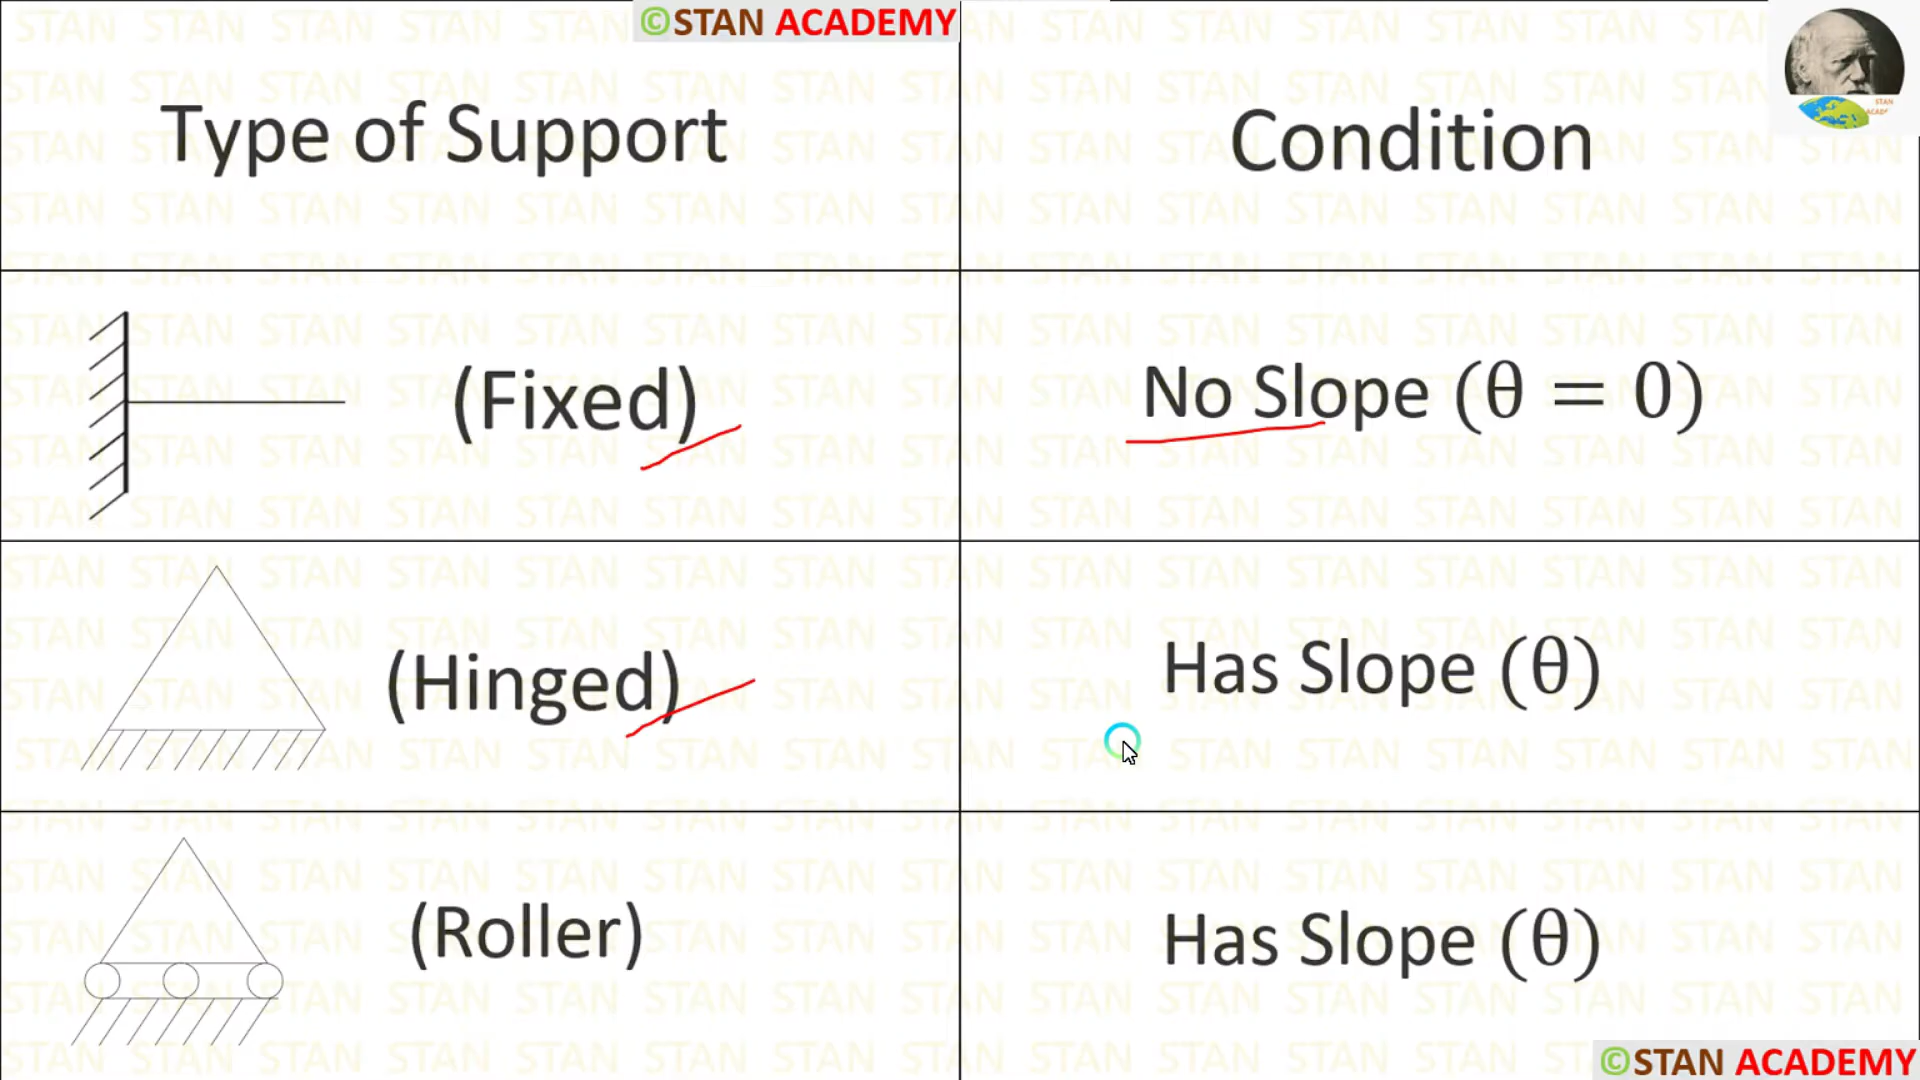 ©STAN ACADEMY
Type of Support
Condition
(Fixed)
No Slope (θ = 0)
(Hinged)
Has Slope (θ)
(Roller)
Has Slope (θ)
©STAN ACADEMY